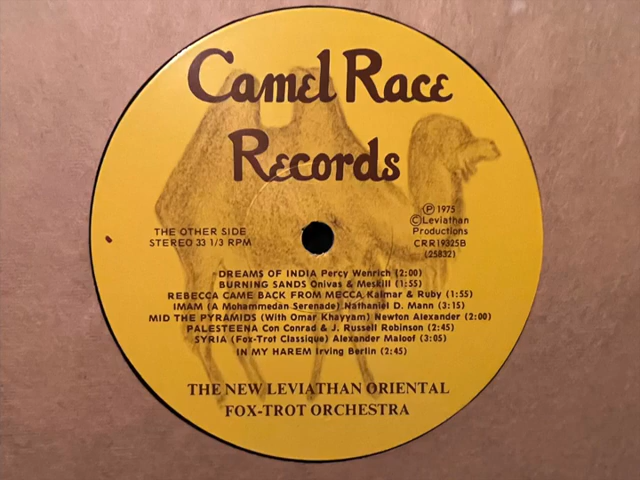 Camel Race
Records
THE OTHER SIDE
STEREO 33 1/3 RPM
Ⓟ 1975
©Leviathan
Productions
CRR19325B
(25832)
DREAMS OF INDIA Percy Wenrich (2:00)
BURNING SANDS Onivas & Meskill (1:55)
REBECCA CAME BACK FROM MECCA Kalmar & Ruby (1:55)
IMAM (A Mohammedan Serenade) Nathaniel D. Mann (3:15)
MID THE PYRAMIDS (With Omar Khayyam) Newton Alexander (2:00)
PALESTEENA Con Conrad & J. Russell Robinson (2:45)
SYRIA (Fox-Trot Classique) Alexander Maloof (3:05)
IN MY HAREM Irving Berlin (2:45)
THE NEW LEVIATHAN ORIENTAL
FOX-TROT ORCHESTRA